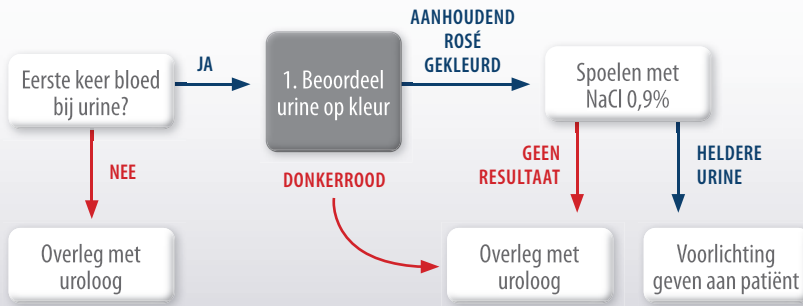 Eerste keer bloed
bij urine?
JA
1. Beoordeel
urine op kleur
AANHOUDEND
ROSÉ
GEKLEURD
Spoelen met
NaCl 0,9%
NEE
DONKERROOD
GEEN
RESULTAAT
HELDERE
URINE
Overleg met
uroloog
Overleg met
uroloog
Voorlichting
geven aan patiënt